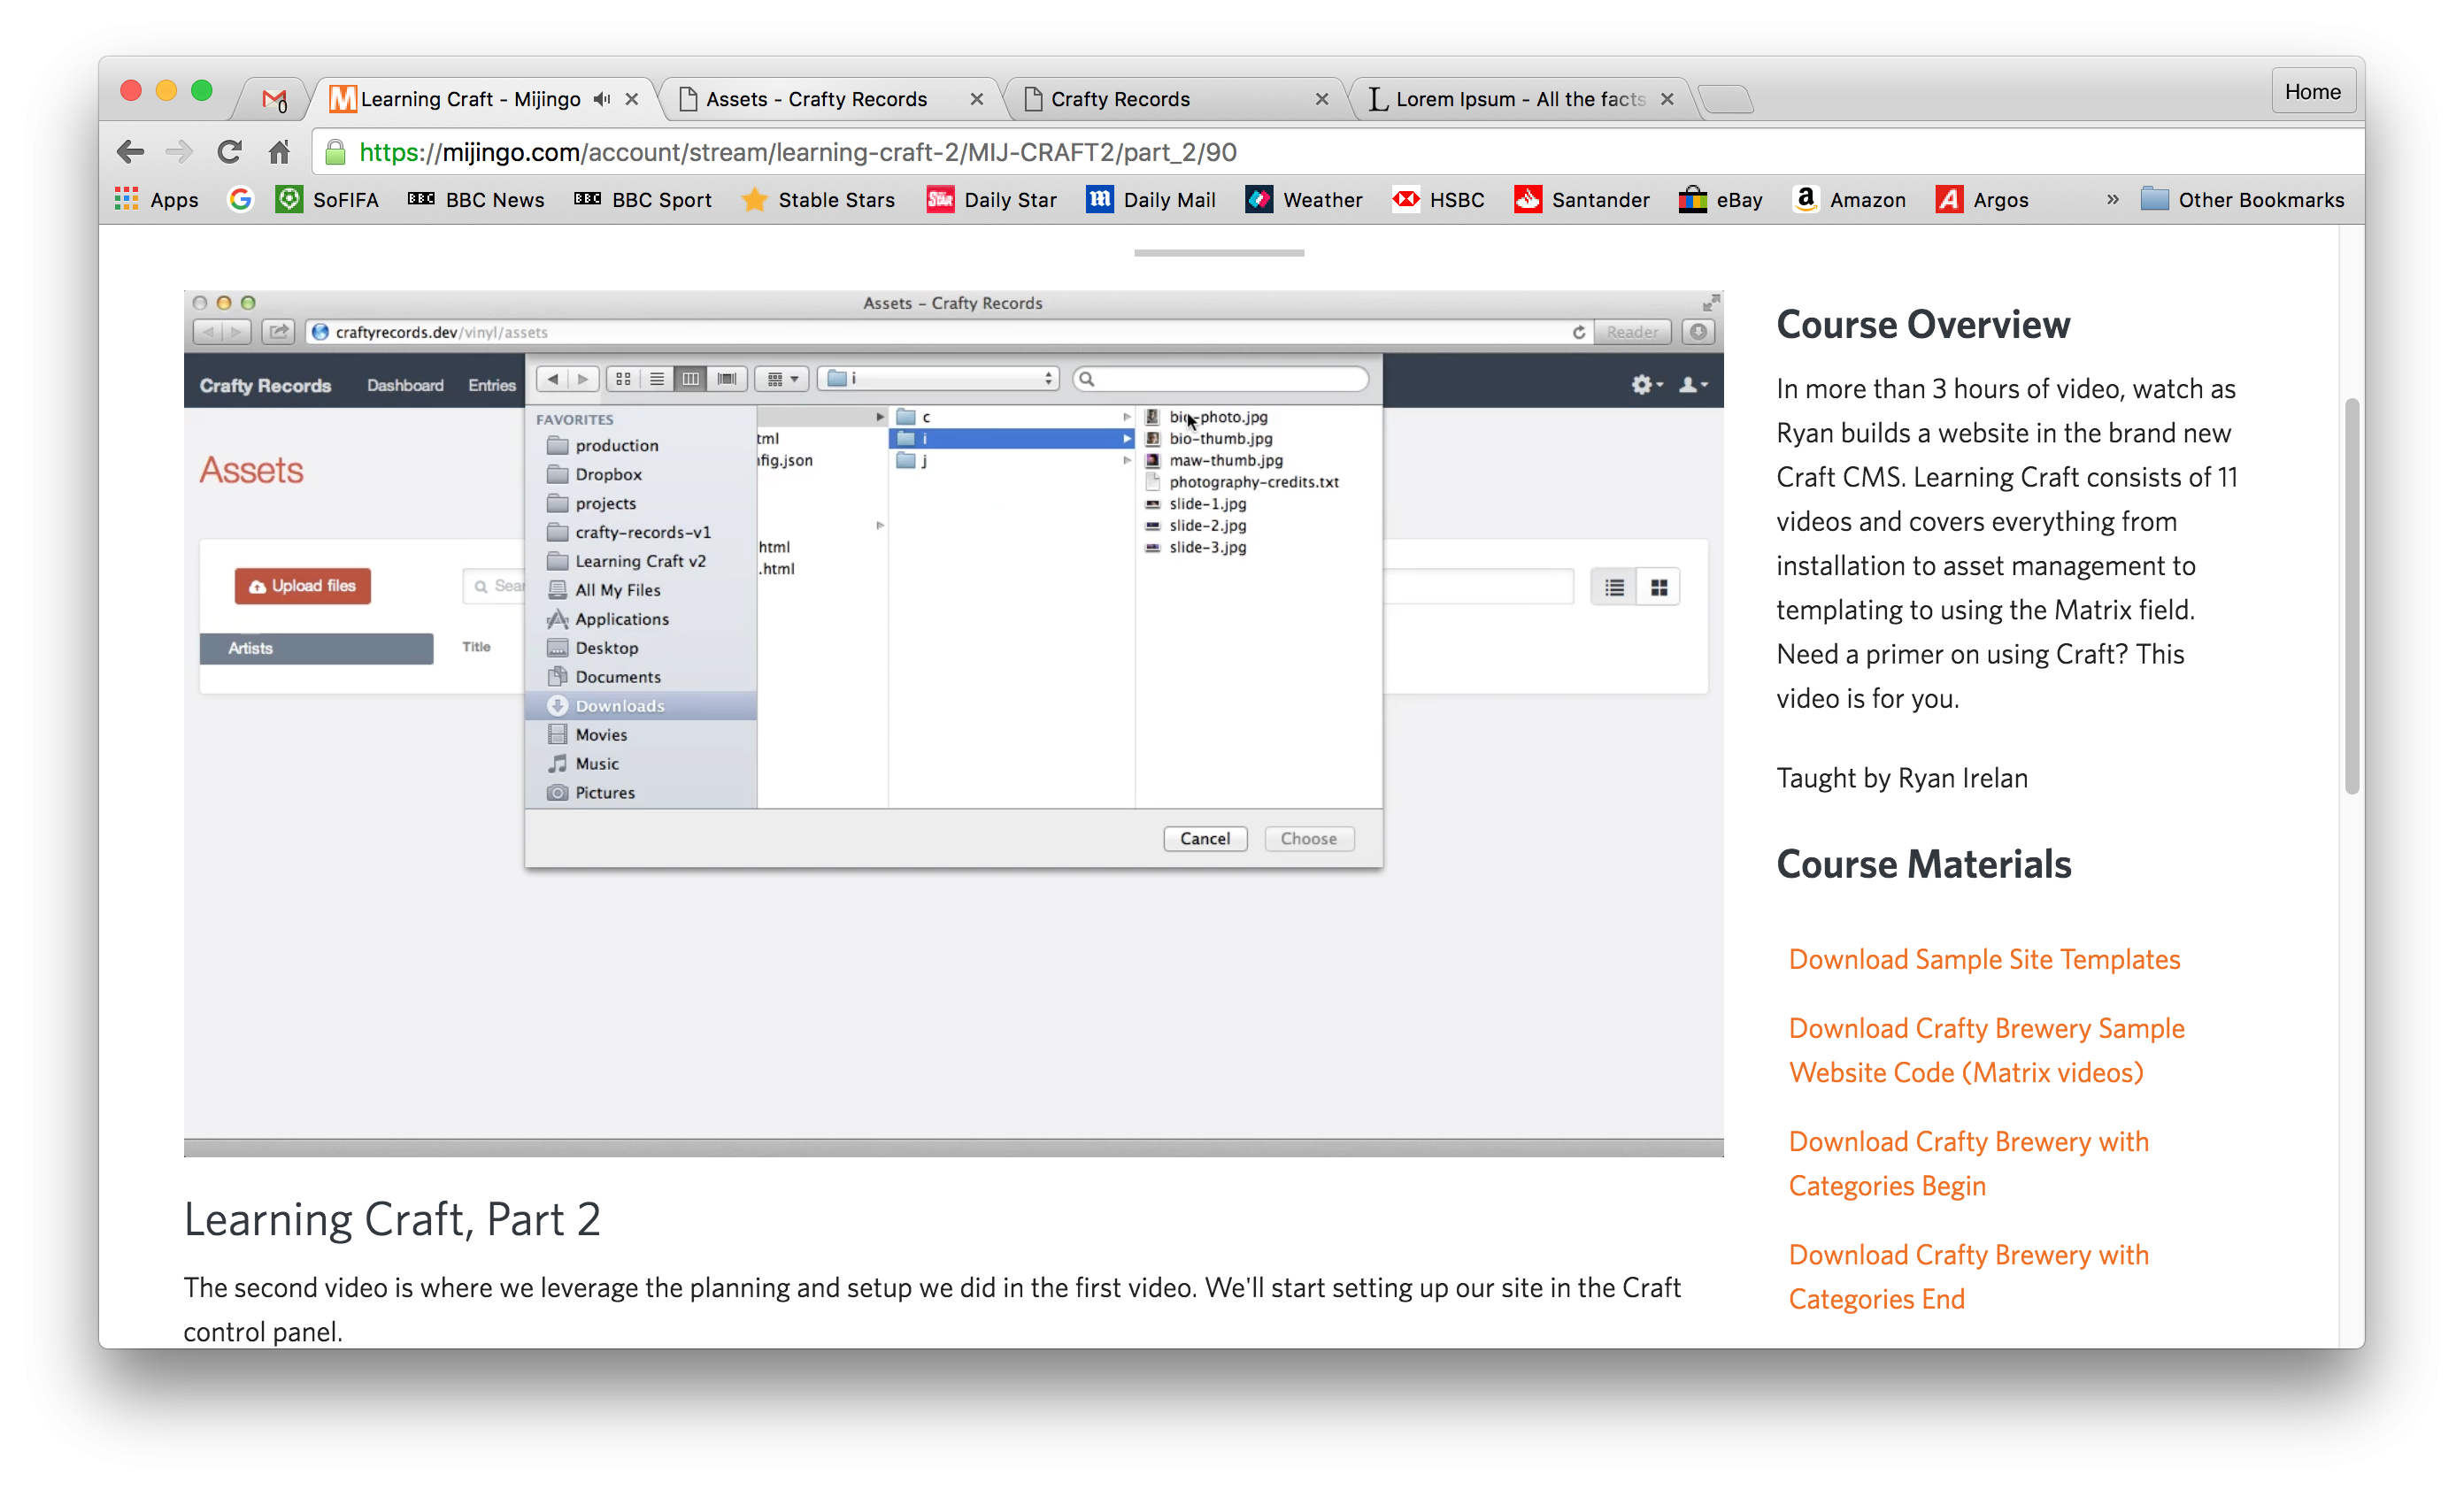 0
Learning Craft - Mijingo
Assets - Crafty Records
Crafty Records
Lorem Ipsum - All the facts
Home
https://mijingo.com/account/stream/learning-craft-2/MIJ-CRAFT2/part_2/90
Apps
SoFIFA
BBC News
BBC Sport
Stable Stars
Daily Star
Daily Mail
Weather
HSBC
Santander
eBay
Amazon
Argos
»
Other Bookmarks
Assets - Crafty Records
craftyrecords.dev/vinyl/assets
Reader
Crafty Records
Dashboard
Entries
i
Assets
Upload files
Sear
Artists
Title
FAVORITES
production
Dropbox
projects
crafty-records-v1
Learning Craft v2
All My Files
Applications
Desktop
Documents
Downloads
Movies
Music
Pictures
tml
fig.json
html
.html
c
i
j
bio-photo.jpg
bio-thumb.jpg
maw-thumb.jpg
photography-credits.txt
slide-1.jpg
slide-2.jpg
slide-3.jpg
Cancel
Choose
Learning Craft, Part 2
The second video is where we leverage the planning and setup we did in the first video. We'll start setting up our site in the Craft
control panel.
Course Overview
In more than 3 hours of video, watch as
Ryan builds a website in the brand new
Craft CMS. Learning Craft consists of 11
videos and covers everything from
installation to asset management to
templating to using the Matrix field.
Need a primer on using Craft? This
video is for you.
Taught by Ryan Irelan
Course Materials
Download Sample Site Templates
Download Crafty Brewery Sample
Website Code (Matrix videos)
Download Crafty Brewery with
Categories Begin
Download Crafty Brewery with
Categories End